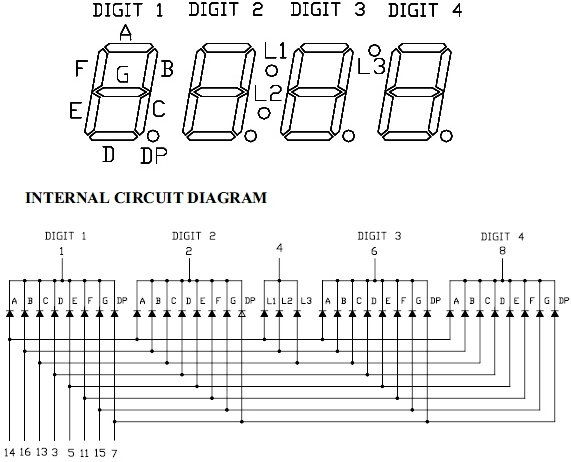 DIGIT 1 DIGIT 2 DIGIT 3 DIGIT 4
A
L1
F G B L3
L2
E C
D DP
INTERNAL CIRCUIT DIAGRAM
DIGIT 1 DIGIT 2 4 DIGIT 3 DIGIT 4
1 2 6 8
A B C D E F G DP A B C D E F G DP L1 L2 L3 A B C D E F G DP A B C D E F G DP
14 16 13 3 5 11 15 7